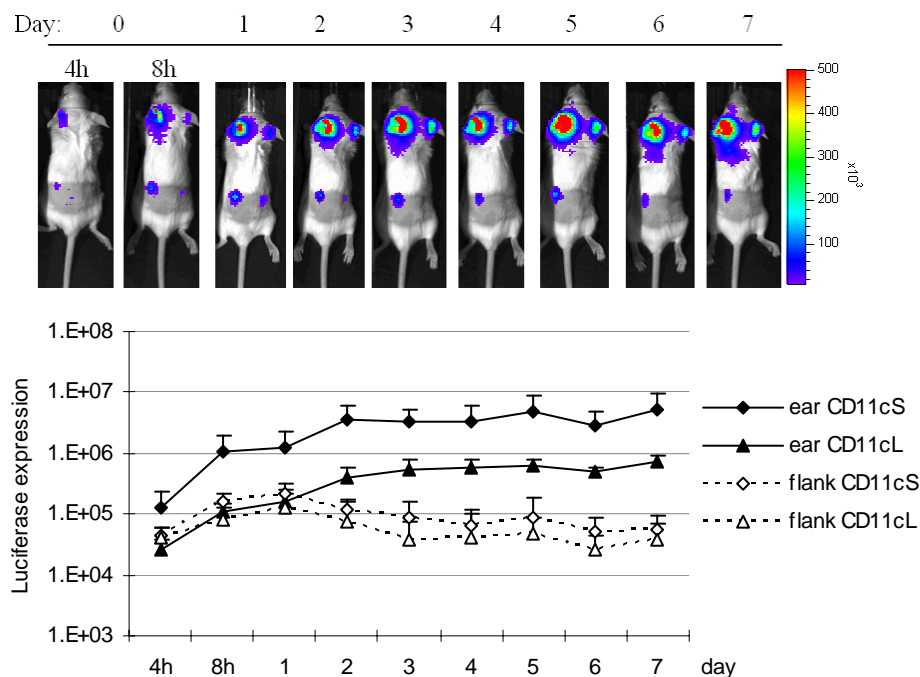 Day: 0 1 2 3 4 5 6 7
4h 8h
500
400
300
200
100
x10³
1.E+08
1.E+07
1.E+06
1.E+05
1.E+04
1.E+03
Luciferase expression
4h 8h 1 2 3 4 5 6 7 day
ear CD11cS
ear CD11cL
flank CD11cS
flank CD11cL